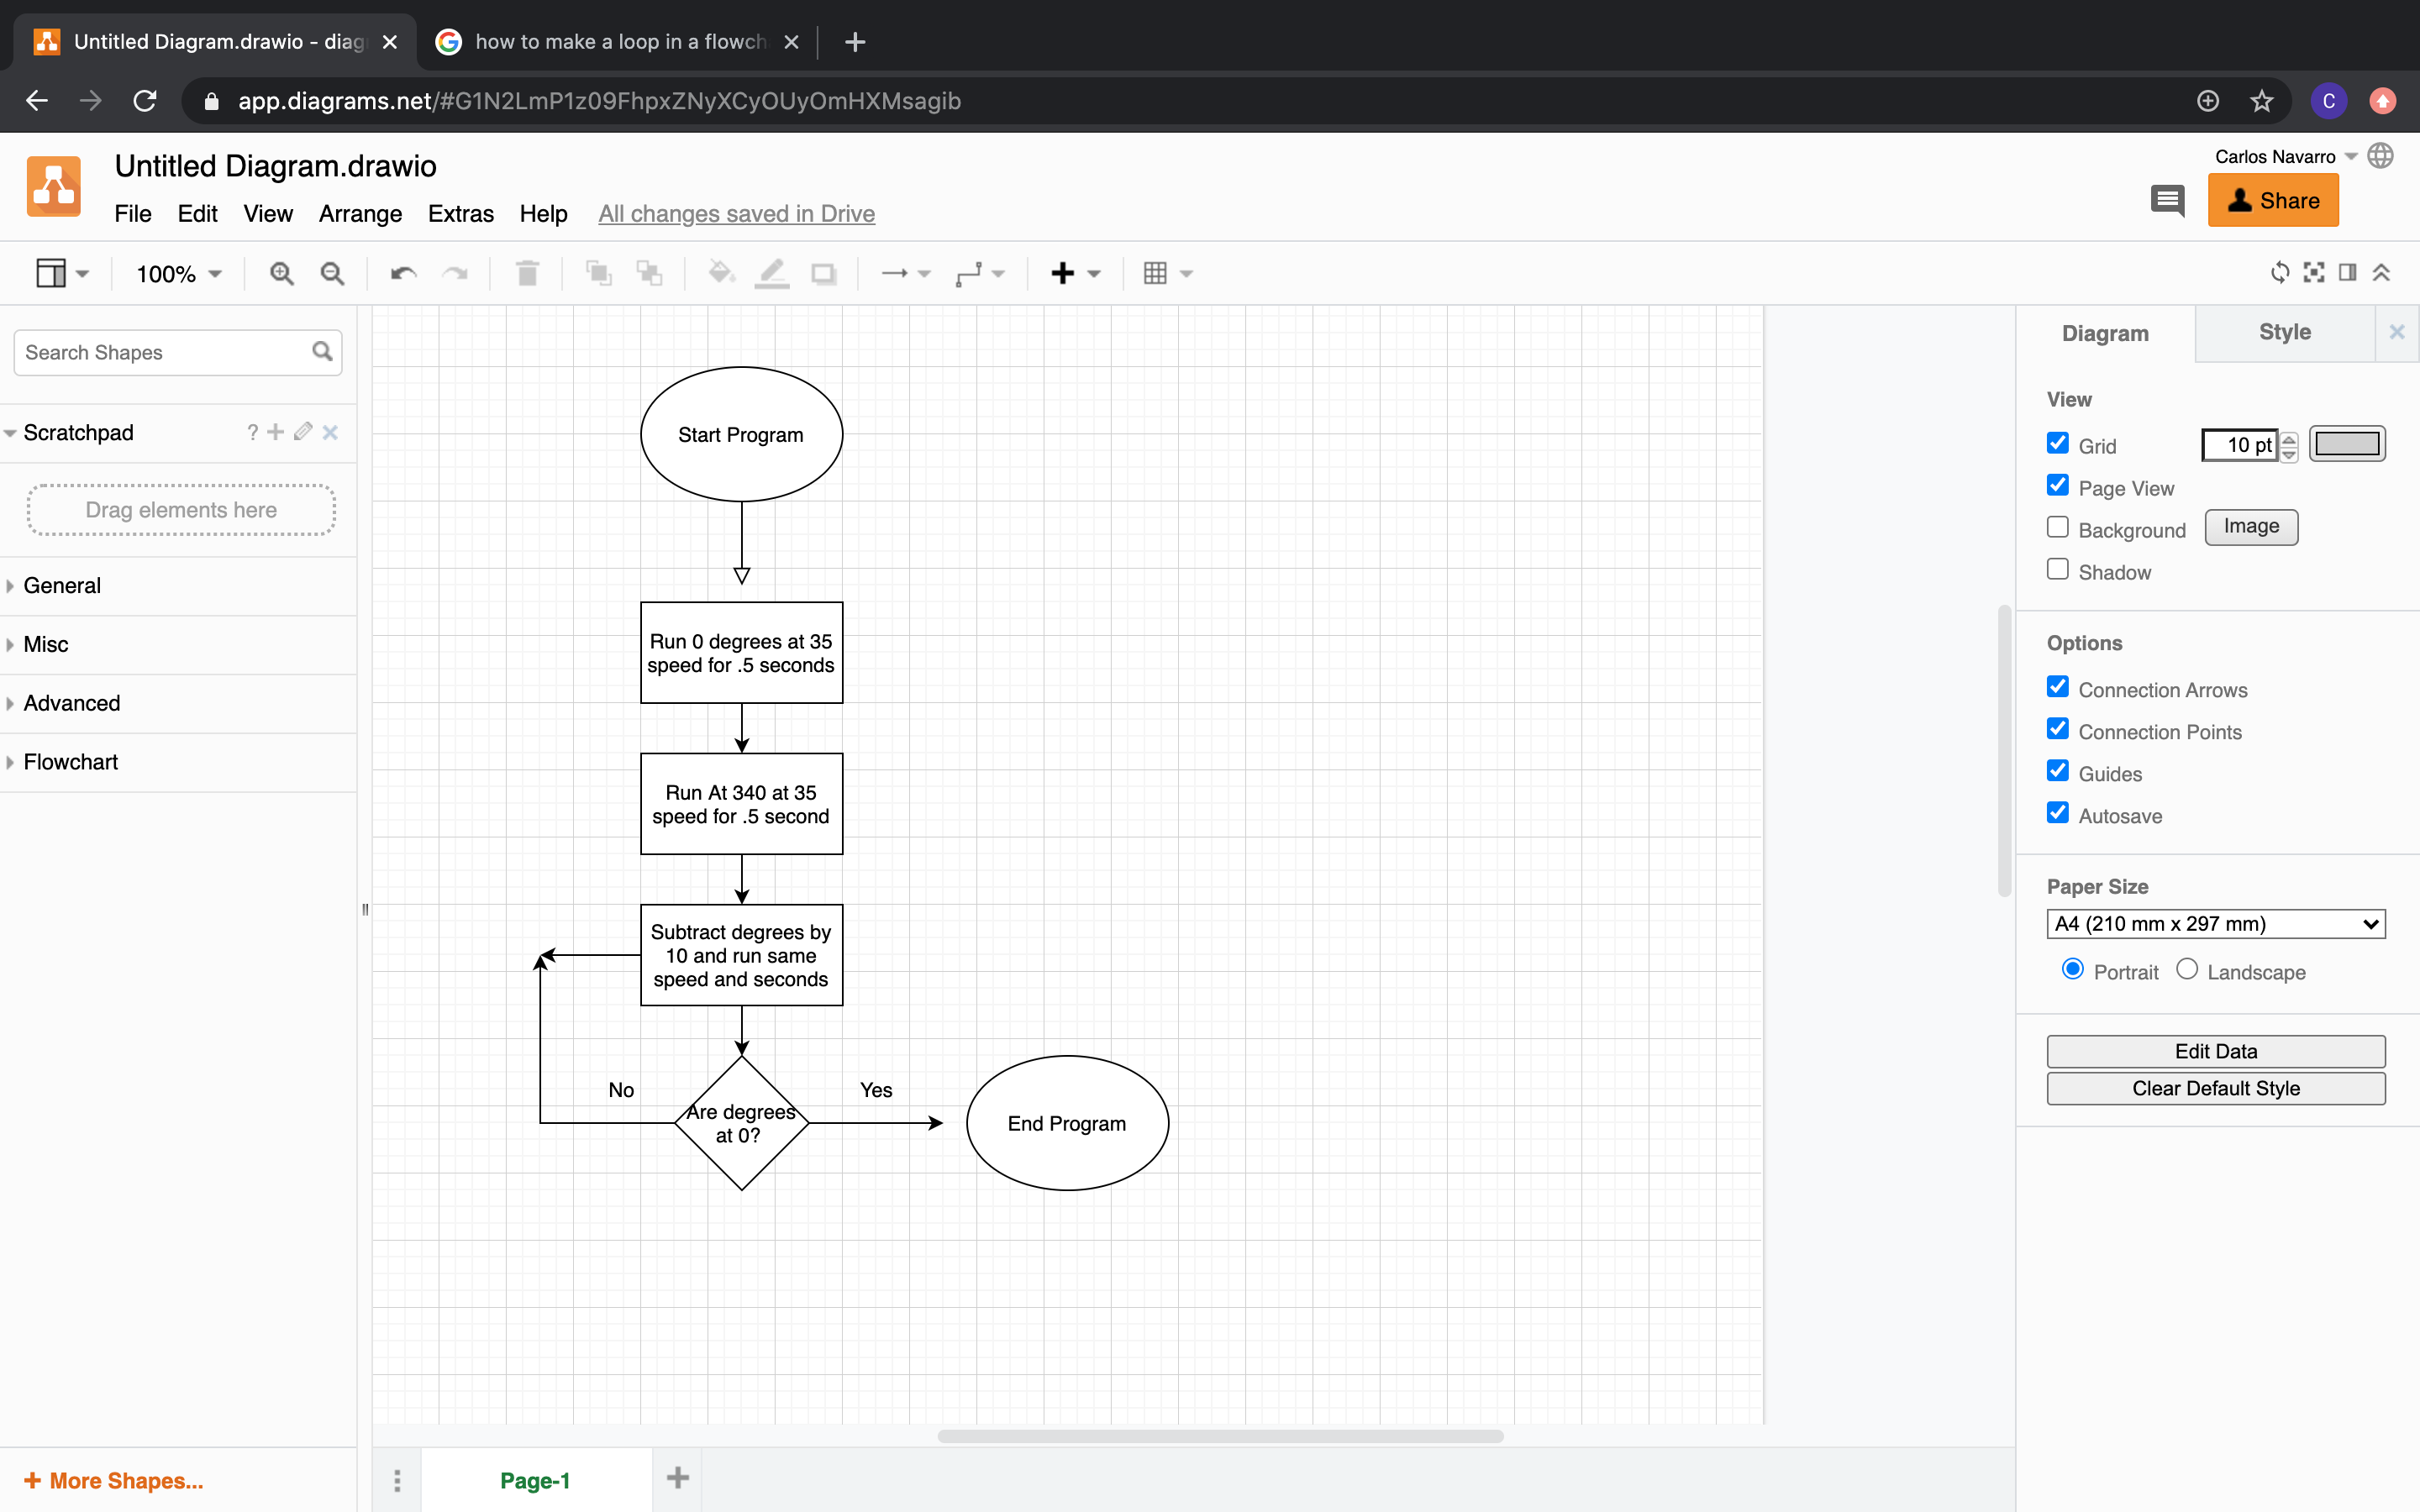 Untitled Diagram.drawio - diag
how to make a loop in a flowch
app.diagrams.net/#G1N2LmP1z09FhpxZNyXCyOUyOmHXMsagib
C
Untitled Diagram.drawio
Carlos Navarro
File Edit View Arrange Extras Help All changes saved in Drive
Share
100%
Search Shapes
Scratchpad
?
Drag elements here
General
Misc
Advanced
Flowchart
More Shapes...
Start Program
Run 0 degrees at 35
speed for .5 seconds
Run At 340 at 35
speed for .5 second
Subtract degrees by
10 and run same
speed and seconds
No
Yes
Are degrees
at 0?
End Program
Page-1
Diagram
Style
View
Grid
10 pt
Page View
Background
Image
Shadow
Options
Connection Arrows
Connection Points
Guides
Autosave
Paper Size
A4 (210 mm x 297 mm)
Portrait
Landscape
Edit Data
Clear Default Style